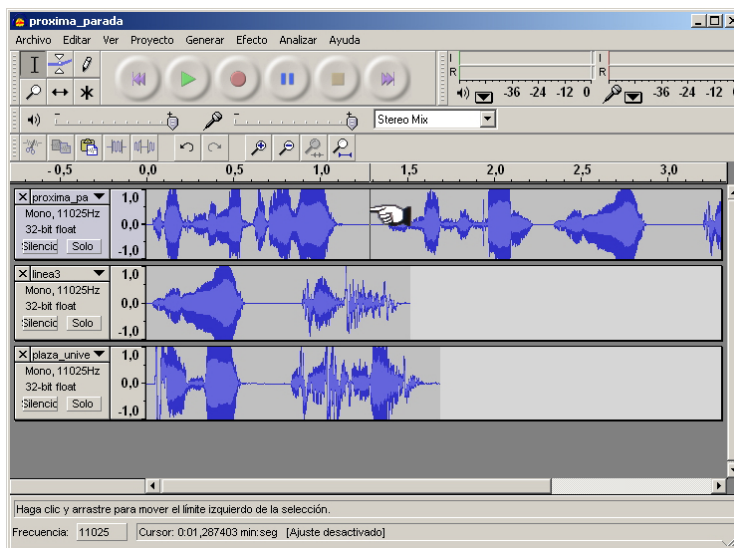 proxima_parada
Archivo Editar Ver Proyecto Generar Efecto Analizar Ayuda
I
R
-36 -24 -12 0
I
R
-36 -24 -12
Stereo Mix
-0,5 0,0 0,5 1,0 1,5 2,0 2,5 3,0
proxima_pa
Mono, 11025Hz
32-bit float
Silencio Solo
1,0
0,0
-1,0
linea3
Mono, 11025Hz
32-bit float
Silencio Solo
1,0
0,0
-1,0
plaza_unive
Mono, 11025Hz
32-bit float
Silencio Solo
1,0
0,0
-1,0
Haga clic y arrastre para mover el límite izquierdo de la selección.
Frecuencia: 11025 Cursor: 0:01,287403 min:seg [Ajuste desactivado]